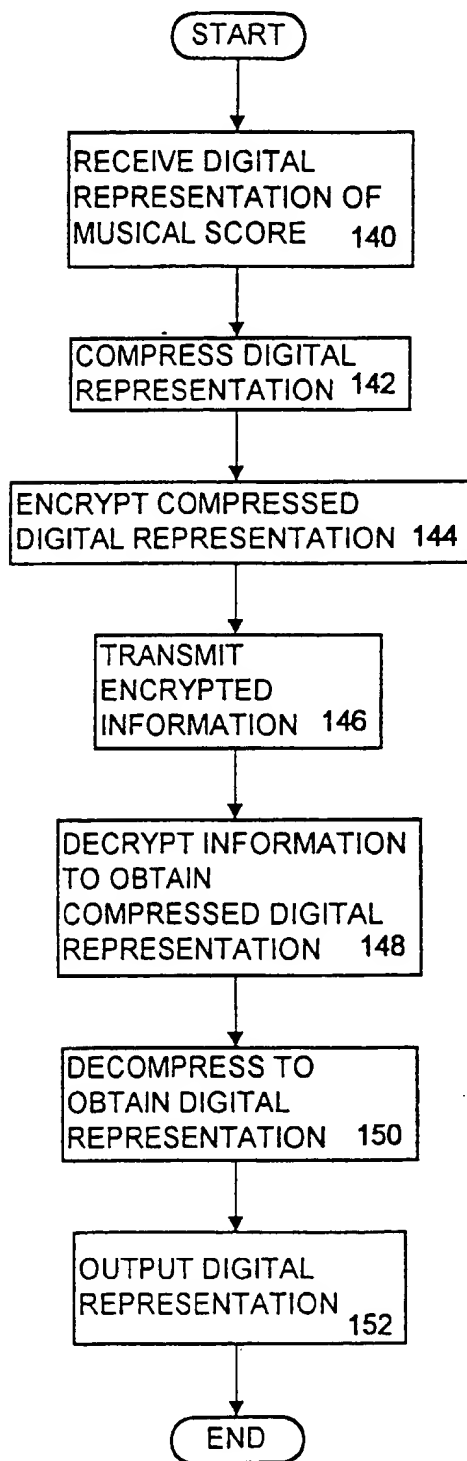 START
RECEIVE DIGITAL
REPRESENTATION OF
MUSICAL SCORE 140
COMPRESS DIGITAL
REPRESENTATION 142
ENCRYPT COMPRESSED
DIGITAL REPRESENTATION 144
TRANSMIT
ENCRYPTED
INFORMATION 146
DECRYPT INFORMATION
TO OBTAIN
COMPRESSED DIGITAL
REPRESENTATION 148
DECOMPRESS TO
OBTAIN DIGITAL
REPRESENTATION 150
OUTPUT DIGITAL
REPRESENTATION
152
END